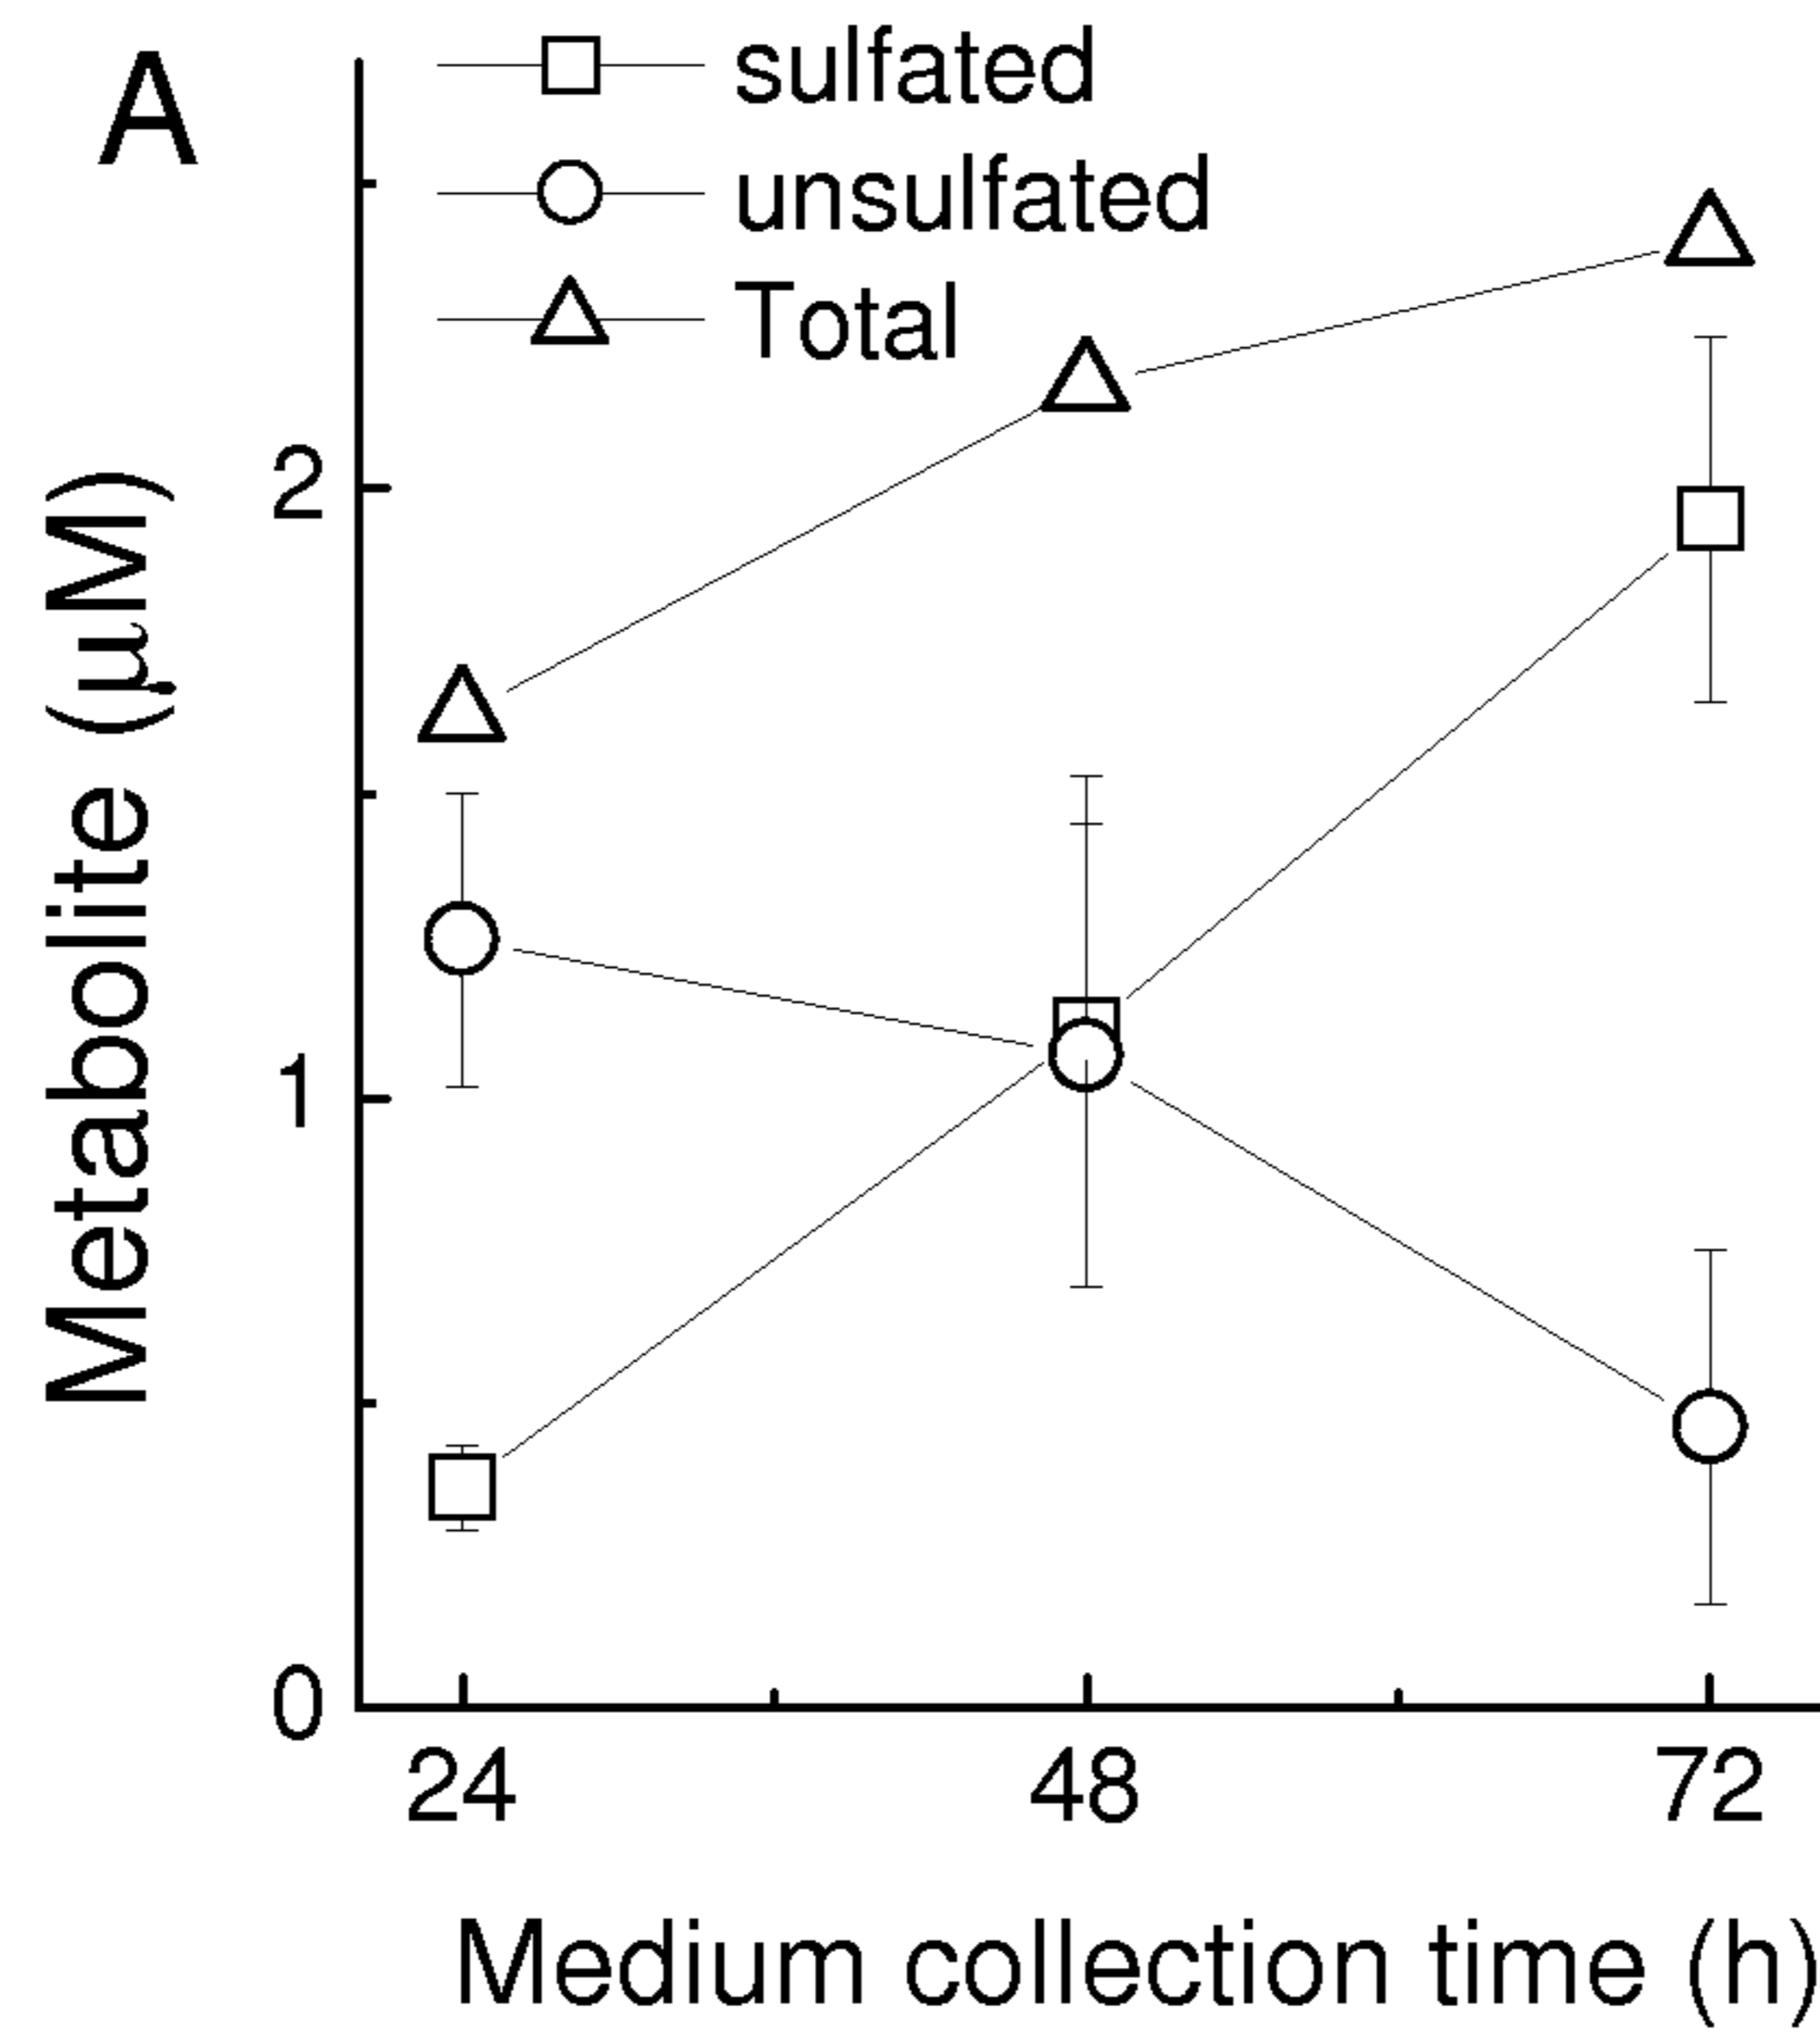 A
sulfated
unsulfated
Total
Metabolite (μM)
2
1
0
24 48 72
Medium collection time (h)